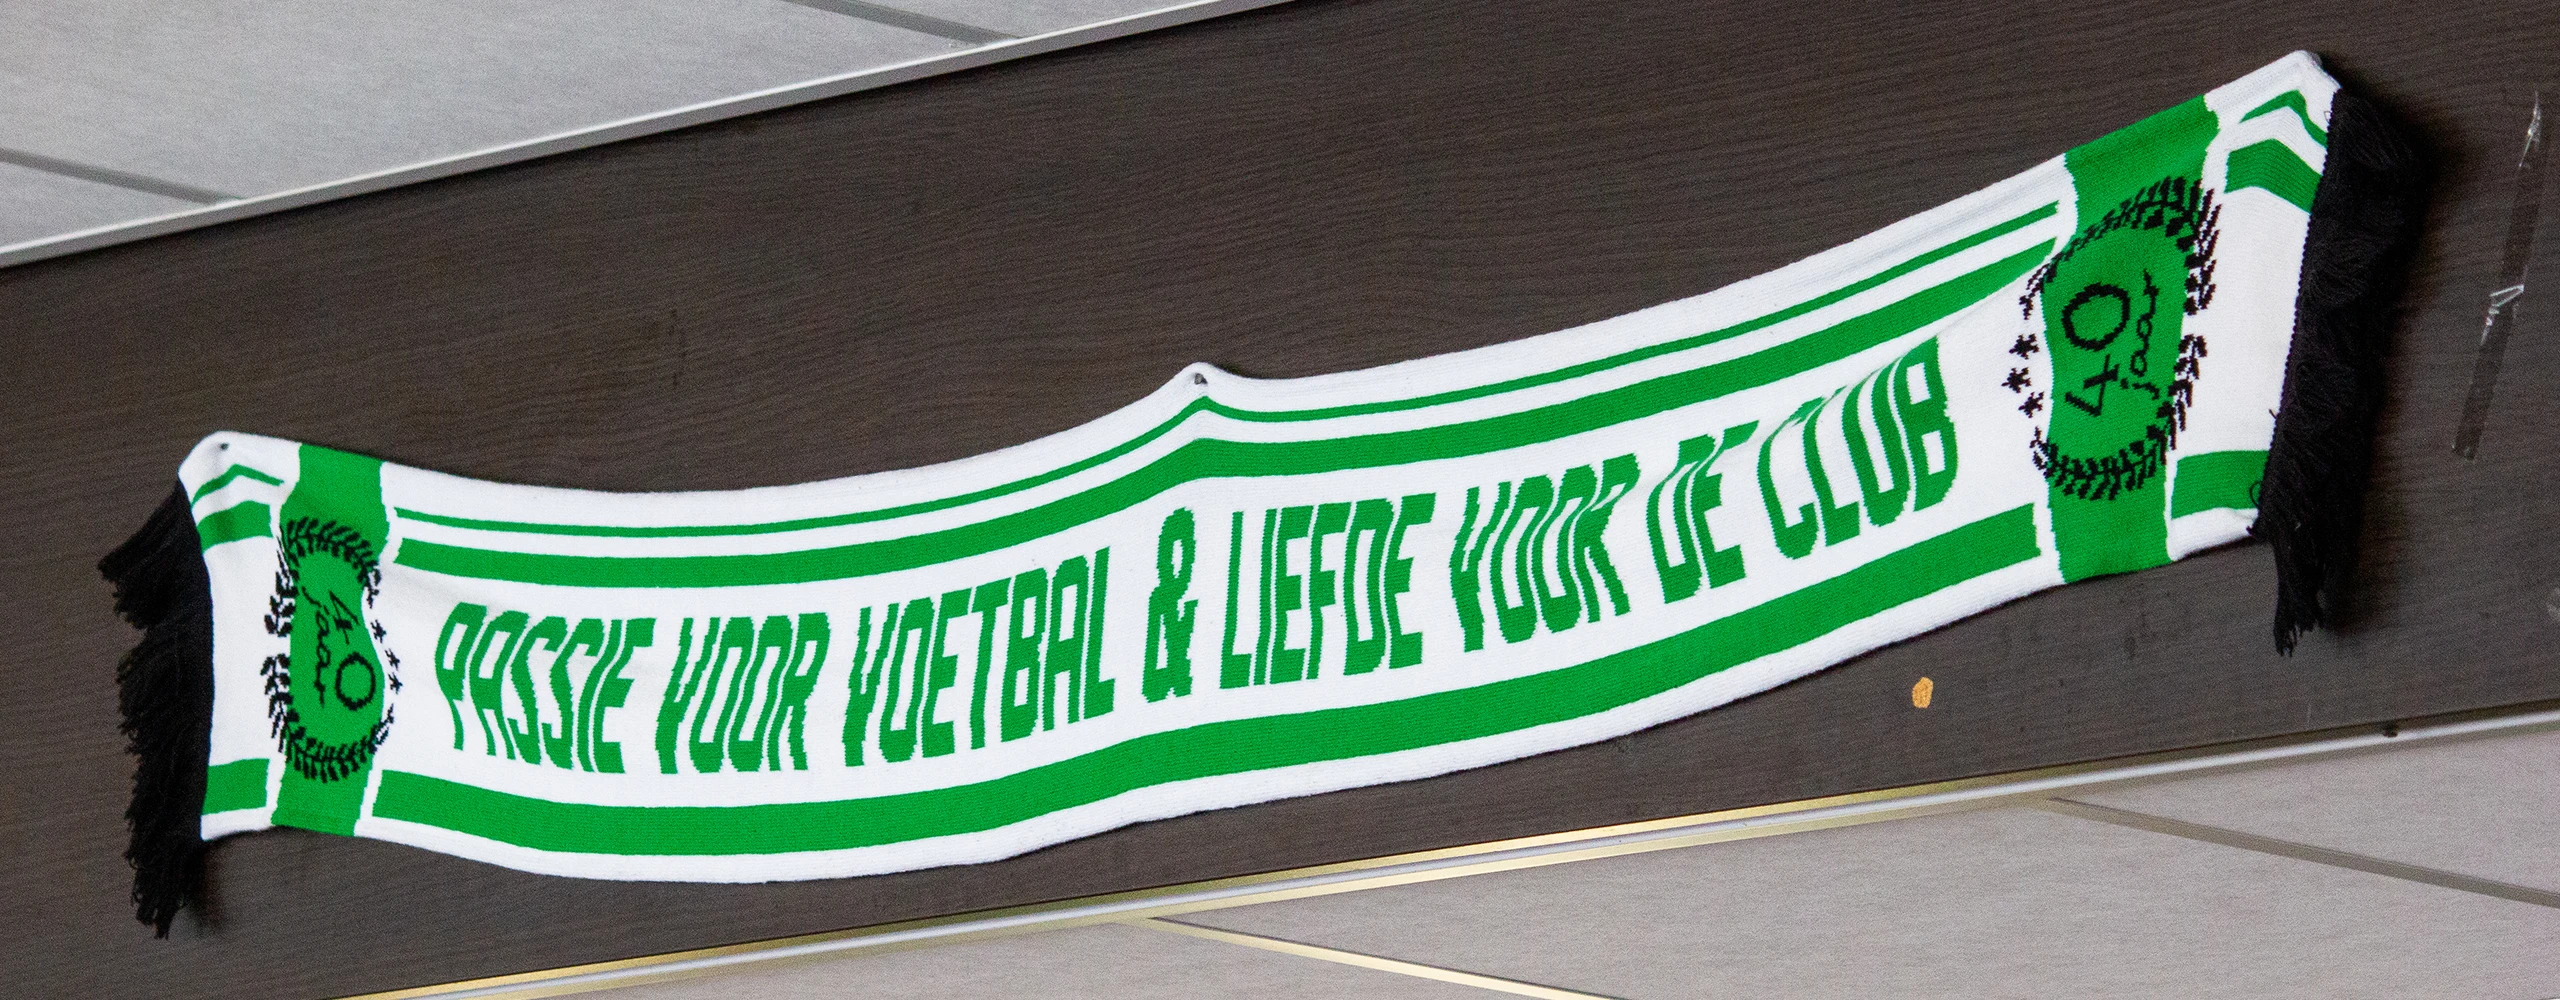 40
jaar
PASSIE VOOR VOETBAL & LIEFDE VOOR DE CLUB
40
jaar